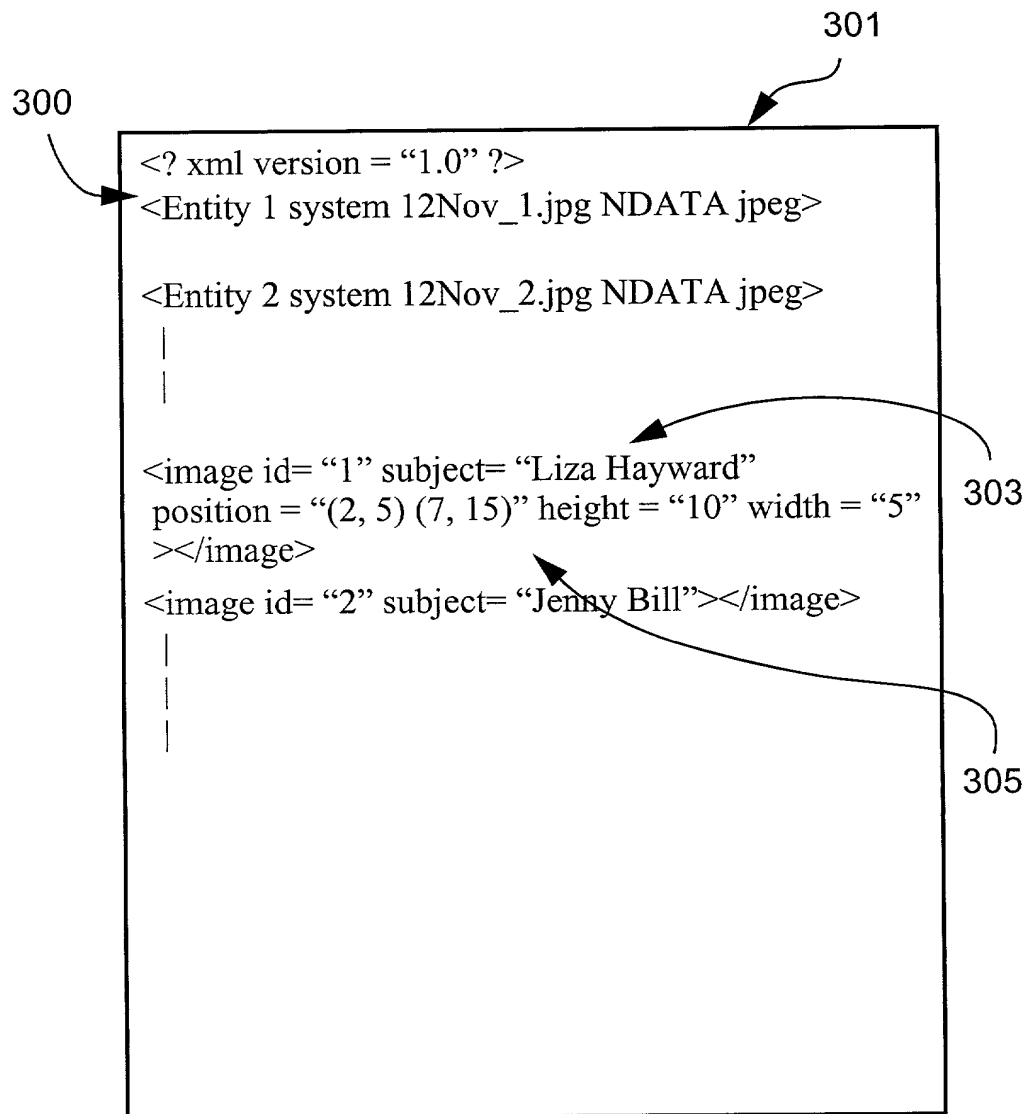 301
300
<? xml version = “1.0” ?>
<Entity 1 system 12Nov_1.jpg NDATA jpeg>
<Entity 2 system 12Nov_2.jpg NDATA jpeg>
<image id= “1” subject= “Liza Hayward”
position = “(2, 5) (7, 15)” height = “10” width = “5”
></image>
303
<image id= “2” subject= “Jenny Bill”></image>
305